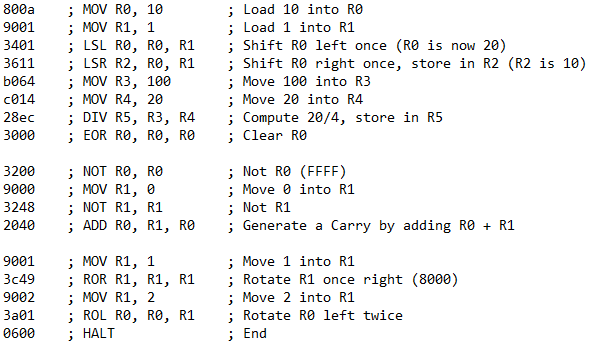 800a ; MOV R0, 10 ; Load 10 into R0
9001 ; MOV R1, 1 ; Load 1 into R1
3401 ; LSL R0, R0, R1 ; Shift R0 left once (R0 is now 20)
3611 ; LSR R2, R0, R1 ; Shift R0 right once, store in R2 (R2 is 10)
b064 ; MOV R3, 100 ; Move 100 into R3
c014 ; MOV R4, 20 ; Move 20 into R4
28ec ; DIV R5, R3, R4 ; Compute 20/4, store in R5
3000 ; EOR R0, R0, R0 ; Clear R0
3200 ; NOT R0, R0 ; Not R0 (FFFF)
9000 ; MOV R1, 0 ; Move 0 into R1
3248 ; NOT R1, R1 ; Not R1
2040 ; ADD R0, R1, R0 ; Generate a Carry by adding R0 + R1
9001 ; MOV R1, 1 ; Move 1 into R1
3c49 ; ROR R1, R1, R1 ; Rotate R1 once right (8000)
9002 ; MOV R1, 2 ; Move 2 into R1
3a01 ; ROL R0, R0, R1 ; Rotate R0 left twice
0600 ; HALT ; End